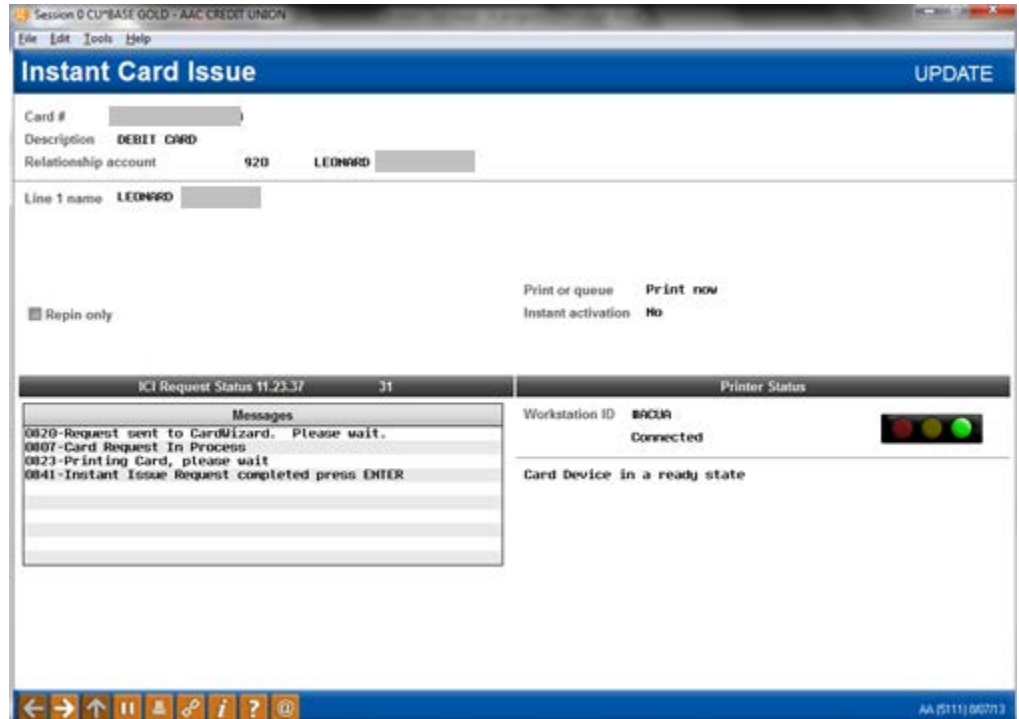 Session 0 CU*BASE GOLD - AAC CREDIT UNION
File Edit Tools Help
Instant Card Issue UPDATE
Card #
Description DEBIT CARD
Relationship account 920 LEONARD
Line 1 name LEONARD
Print or queue Print now
Repin only Instant activation No
ICI Request Status 11.23.37 31 Printer Status
Messages
0820-Request sent to CardWizard. Please wait.
0807-Card Request In Process
0823-Printing Card, please wait
0841-Instant Issue Request completed press ENTER
Workstation ID
Connected
Card Device in a ready state
AA (5111) 6/07/13